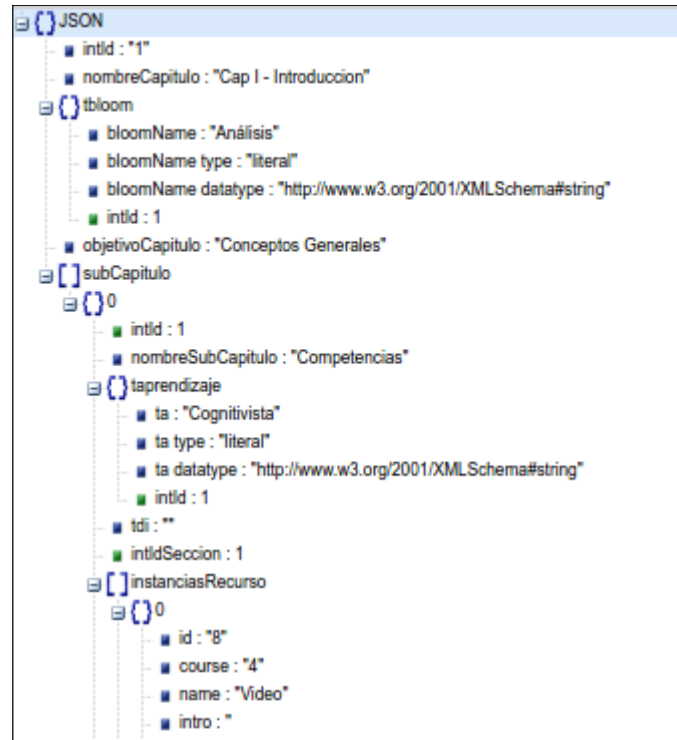 {} JSON
intId : "1"
nombreCapitulo : "Cap I - Introduccion"
{} tbloom
bloomName : "Análisis"
bloomName type : "literal"
bloomName datatype : "http://www.w3.org/2001/XMLSchema#string"
intId : 1
objetivoCapitulo : "Conceptos Generales"
[ ] subCapitulo
{} 0
intId : 1
nombreSubCapitulo : "Competencias"
{} taprendizaje
ta : "Cognitivista"
ta type : "literal"
ta datatype : "http://www.w3.org/2001/XMLSchema#string"
intId : 1
tdi : ""
intIdSeccion : 1
[ ] instanciasRecurso
{} 0
id : "8"
course : "4"
name : "Video"
intro : "